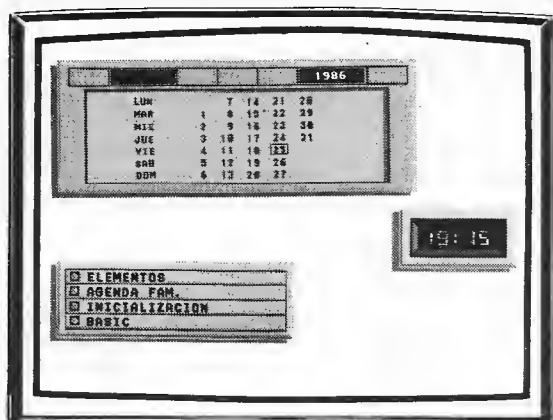 1986
LUN 7 14 21 28
MAR 1 8 15 22 29
MIE 2 9 16 23 30
JUE 3 10 17 24 31
VIE 4 11 18 25
SAB 5 12 19 26
DOM 6 13 20 27
19:15
ELEMENTOS
AGENDA FAM.
INICIALIZACION
BASIC